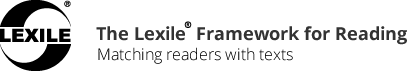 LEXILE®
The Lexile® Framework for Reading
Matching readers with texts